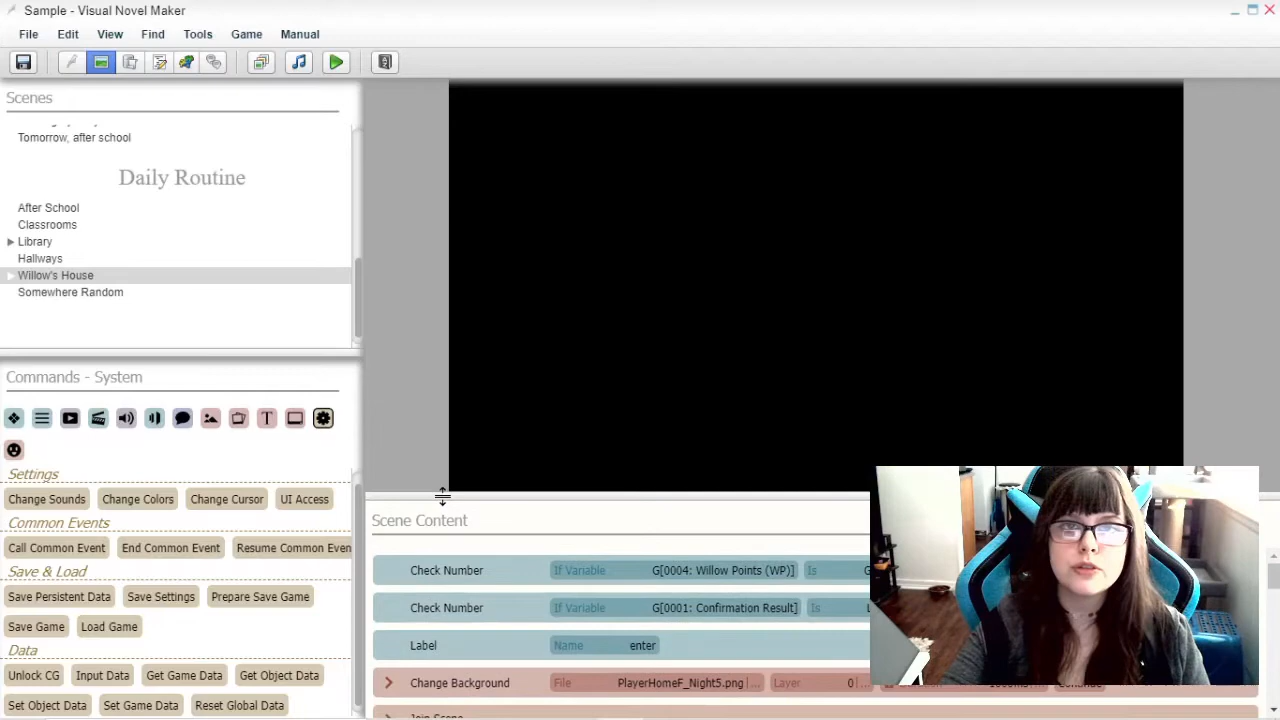 Sample - Visual Novel Maker
File Edit View Find Tools Game Manual
Scenes
Tomorrow, after school
Daily Routine
After School
Classrooms
Library
Hallways
Willow's House
Somewhere Random
Commands - System
T
Settings
Change Sounds Change Colors Change Cursor UI Access
Common Events
Call Common Event End Common Event Resume Common Even
Save & Load
Save Persistent Data Save Settings Prepare Save Game
Save Game Load Game
Data
Unlock CG Input Data Get Game Data Get Object Data
Set Object Data Set Game Data Reset Global Data
Scene Content
Check Number If Variable G[0004: Willow Points (WP)] Is
Check Number If Variable G[0001: Confirmation Result] Is
Label Name enter
Change Background File PlayerHomeF_Night5.png ... Layer 0
Join Scene